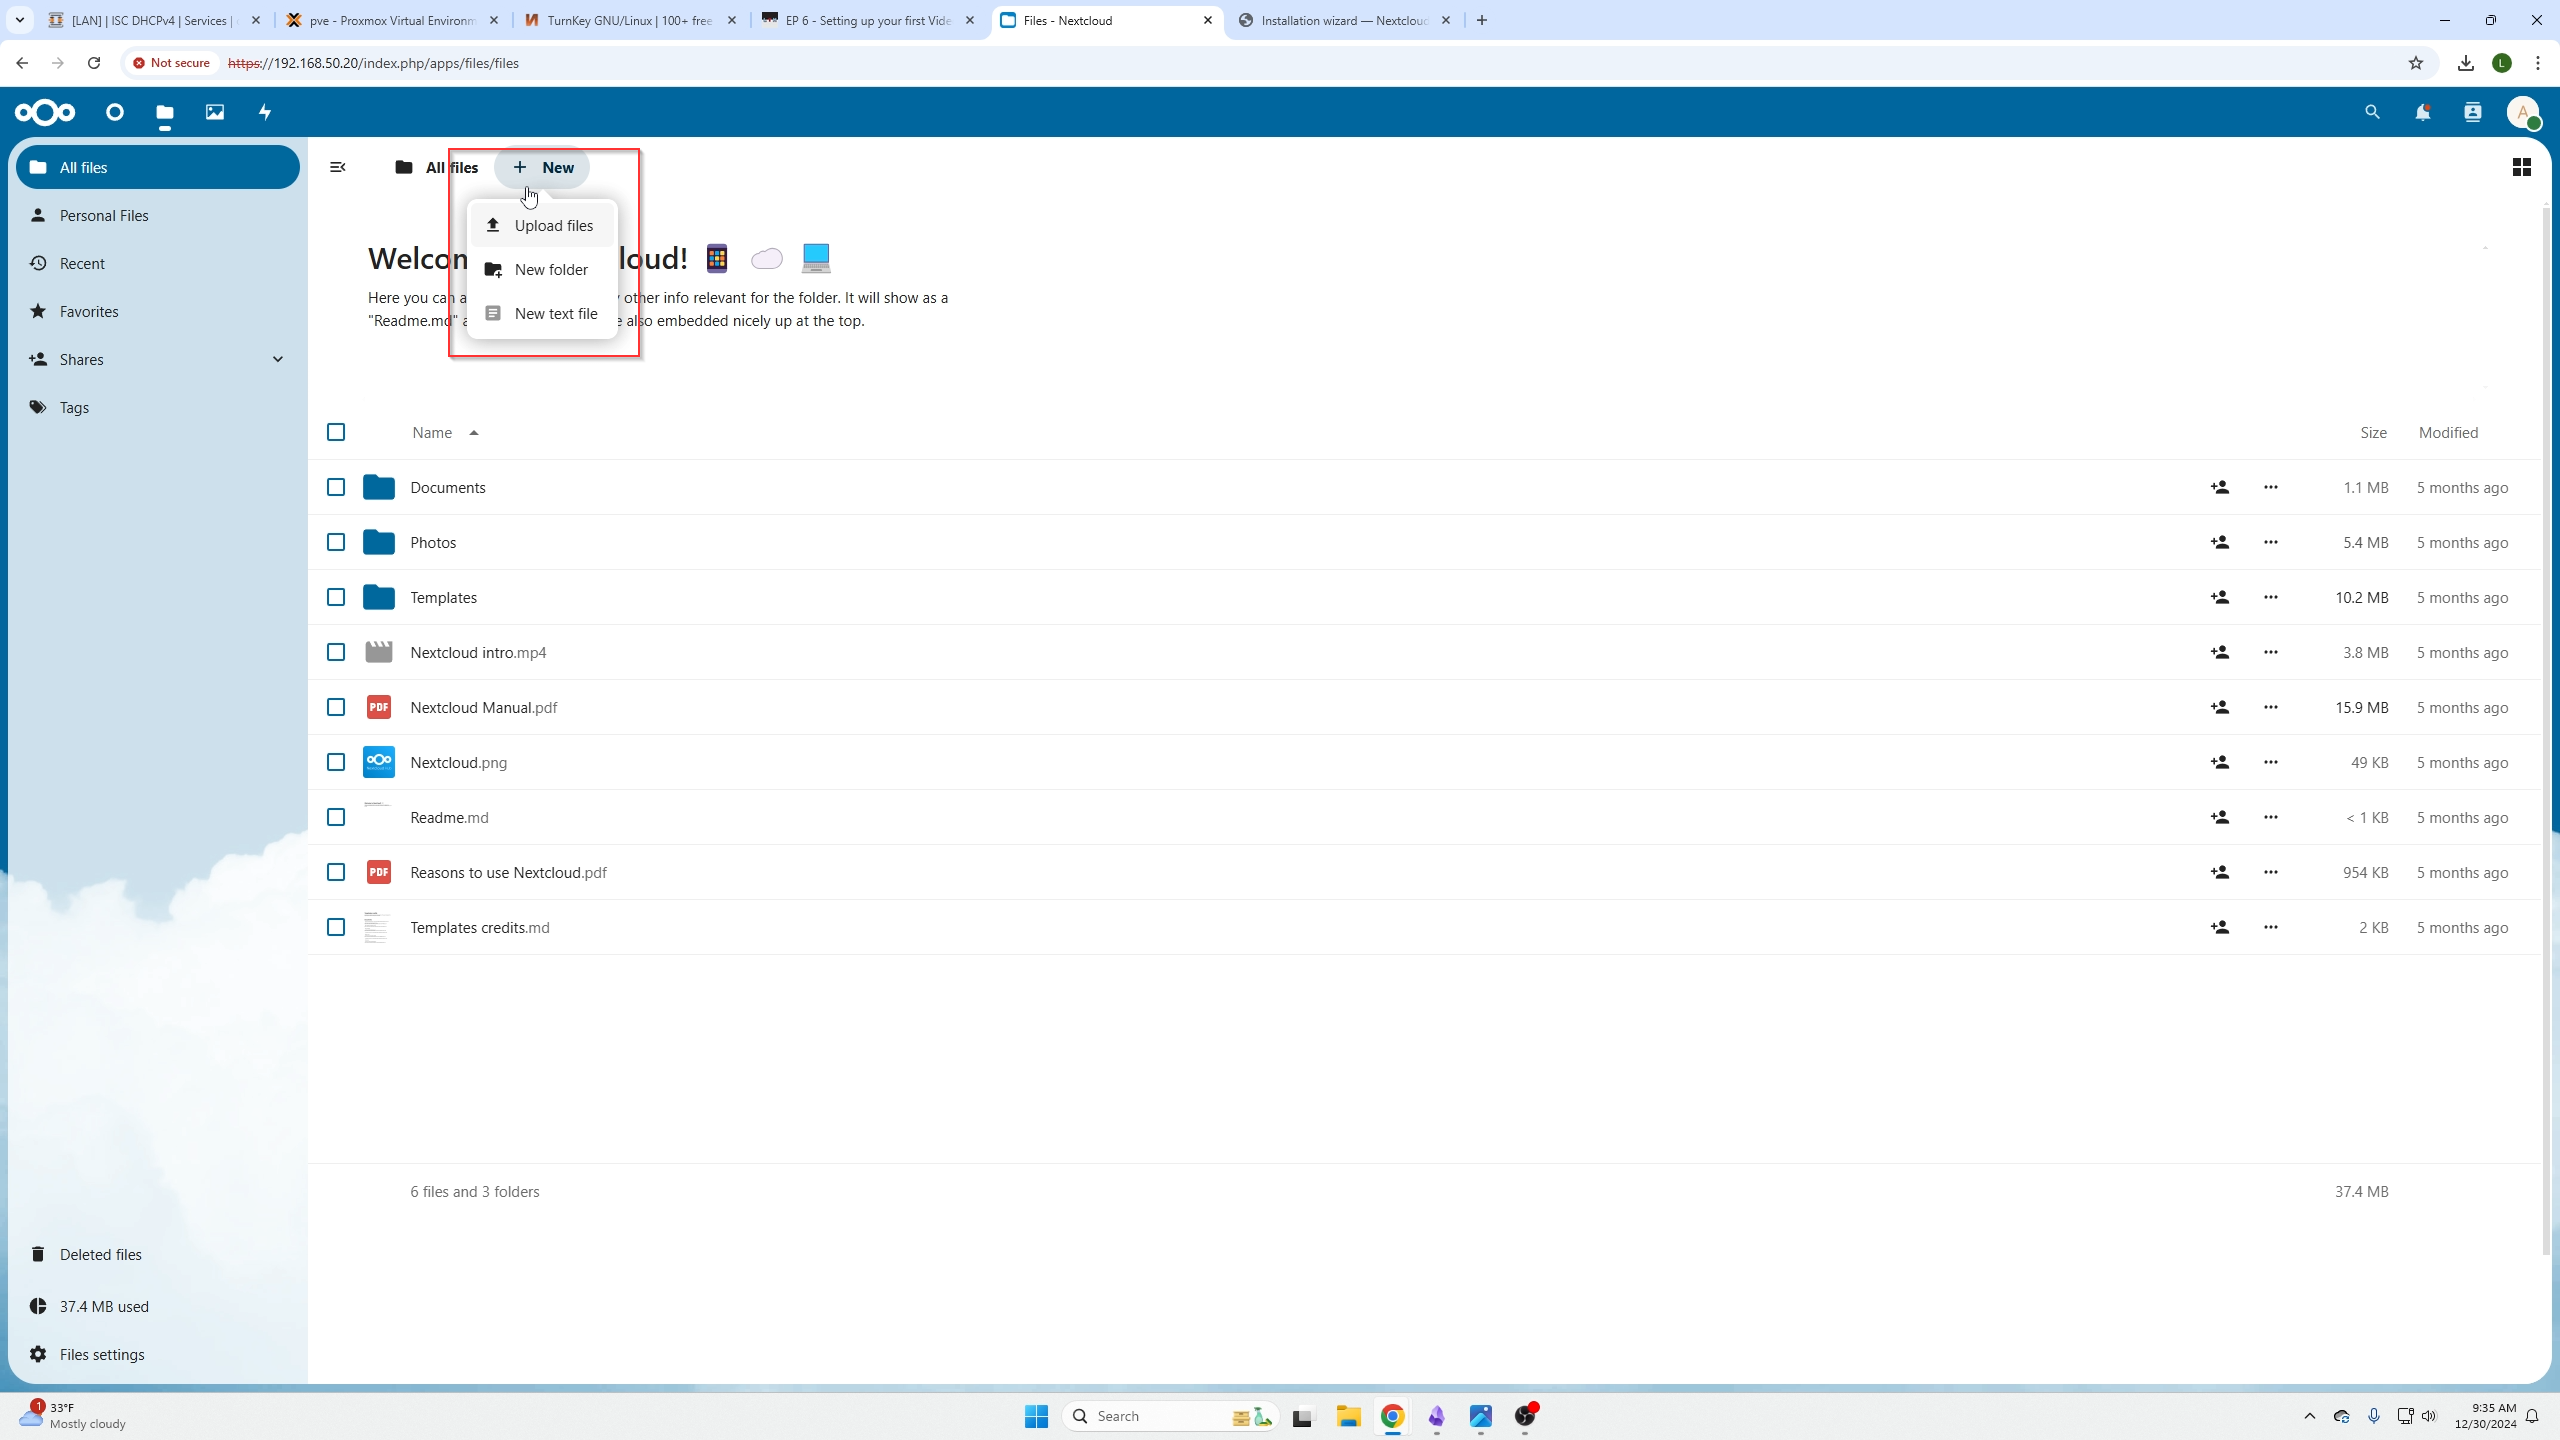 [LAN] | ISC DHCPv4 | Services |
pve - Proxmox Virtual Environm
TurnKey GNU/Linux | 100+ free
EP 6 - Setting up your first Vide
Files - Nextcloud
Installation wizard — Nextcloud
Not secure
https://192.168.50.20/index.php/apps/files/files
L
A
All files
Personal Files
Recent
Favorites
Shares
Tags
All files
+ New
Upload files
New folder
New text file
Welcom loud!
Here you can a other info relevant for the folder. It will show as a
"Readme.md" a also embedded nicely up at the top.
Name Size Modified
Documents 1.1 MB 5 months ago
Photos 5.4 MB 5 months ago
Templates 10.2 MB 5 months ago
Nextcloud intro.mp4 3.8 MB 5 months ago
PDF Nextcloud Manual.pdf 15.9 MB 5 months ago
Nextcloud.png 49 KB 5 months ago
Readme.md < 1 KB 5 months ago
PDF Reasons to use Nextcloud.pdf 954 KB 5 months ago
Templates credits.md 2 KB 5 months ago
6 files and 3 folders 37.4 MB
Deleted files
37.4 MB used
Files settings
1
33°F
Mostly cloudy
Search
9:35 AM
12/30/2024